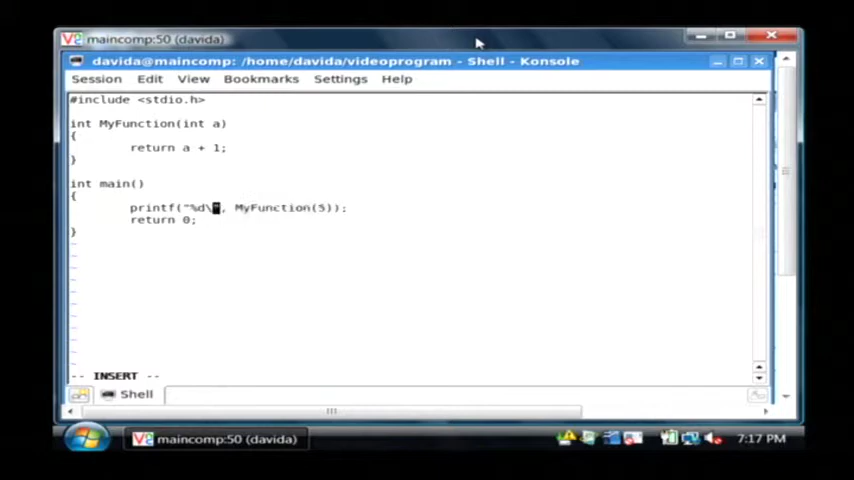 maincomp:50 (davida)
davida@maincomp: /home/davida/videoprogram - Shell - Konsole
Session Edit View Bookmarks Settings Help
#include <stdio.h>
int MyFunction(int a)
{
return a + 1;
}
int main()
{
printf("%d\", MyFunction(5));
return 0;
}
~
~
~
~
~
~
~
~
~
~
~
-- INSERT --
Shell
maincomp:50 (davida)
7:17 PM